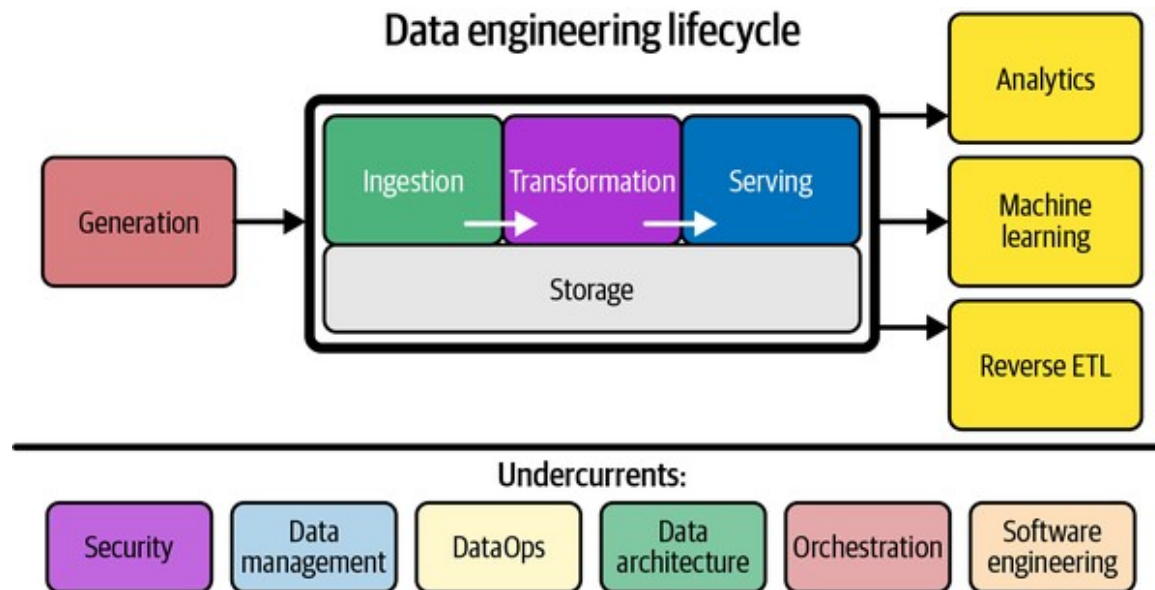 Data engineering lifecycle
Generation
Ingestion
Transformation
Serving
Storage
Analytics
Machine
learning
Reverse ETL
Undercurrents:
Security
Data
management
DataOps
Data
architecture
Orchestration
Software
engineering